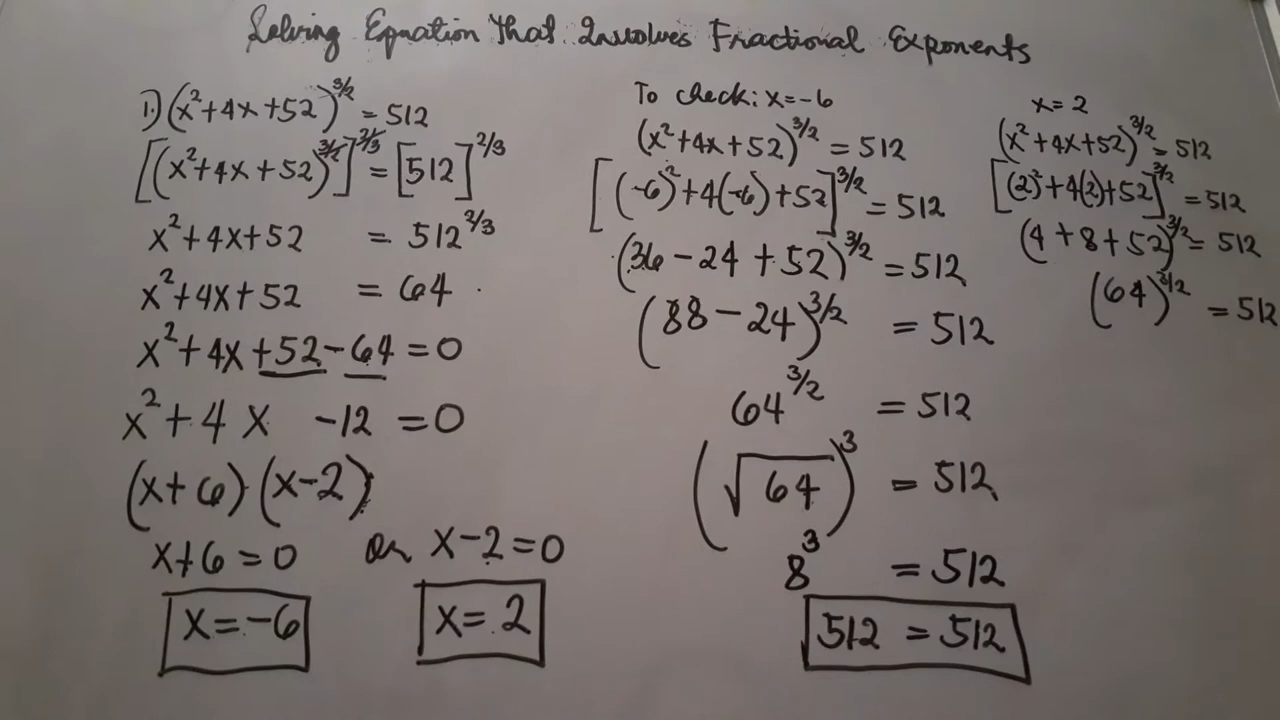 Solving Equation That Involves Fractional Exponents
1.) (x²+4x+52)^3/2 = 512
[(x²+4x+52)^3/2]^2/3 = [512]^2/3
x²+4x+52 = 512^2/3
x²+4x+52 = 64
x²+4x+52-64=0
x²+4x -12 =0
(x+6)(x-2)
x+6=0 or x-2=0
x=-6 x=2
To check: x=-6
(x²+4x+52)^3/2 = 512
[(-6)²+4(-6)+52]^3/2 = 512
(36-24+52)^3/2 = 512
(88-24)^3/2 = 512
64^3/2 = 512
(√64)³ = 512
8³ = 512
512 = 512
x=2
(x²+4x+52)^3/2 = 512
[(2)²+4(2)+52]^3/2 = 512
(4+8+52)^3/2 = 512
(64)^3/2 = 512